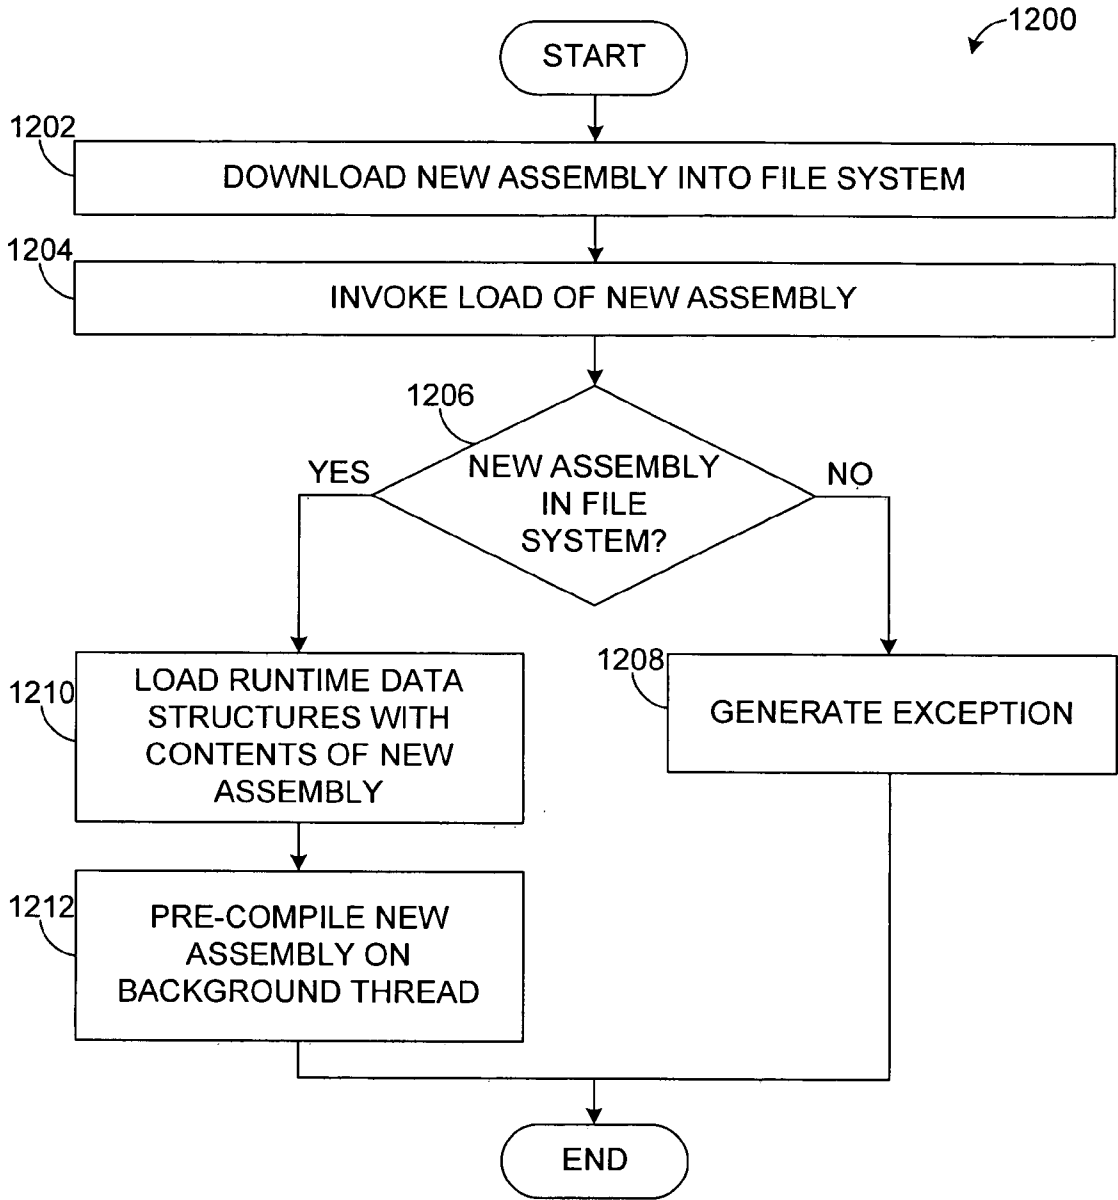 1200
START
1202
DOWNLOAD NEW ASSEMBLY INTO FILE SYSTEM
1204
INVOKE LOAD OF NEW ASSEMBLY
1206
NEW ASSEMBLY
IN FILE
SYSTEM?
YES
NO
1210
LOAD RUNTIME DATA
STRUCTURES WITH
CONTENTS OF NEW
ASSEMBLY
1208
GENERATE EXCEPTION
1212
PRE-COMPILE NEW
ASSEMBLY ON
BACKGROUND THREAD
END